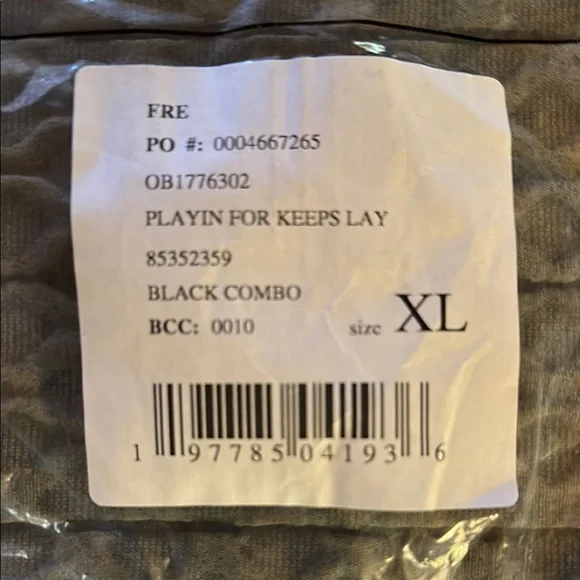 FRE
PO #: 0004667265
OB1776302
PLAYIN FOR KEEPS LAY
85352359
BLACK COMBO
BCC: 0010 size XL
1 97785 04193 6